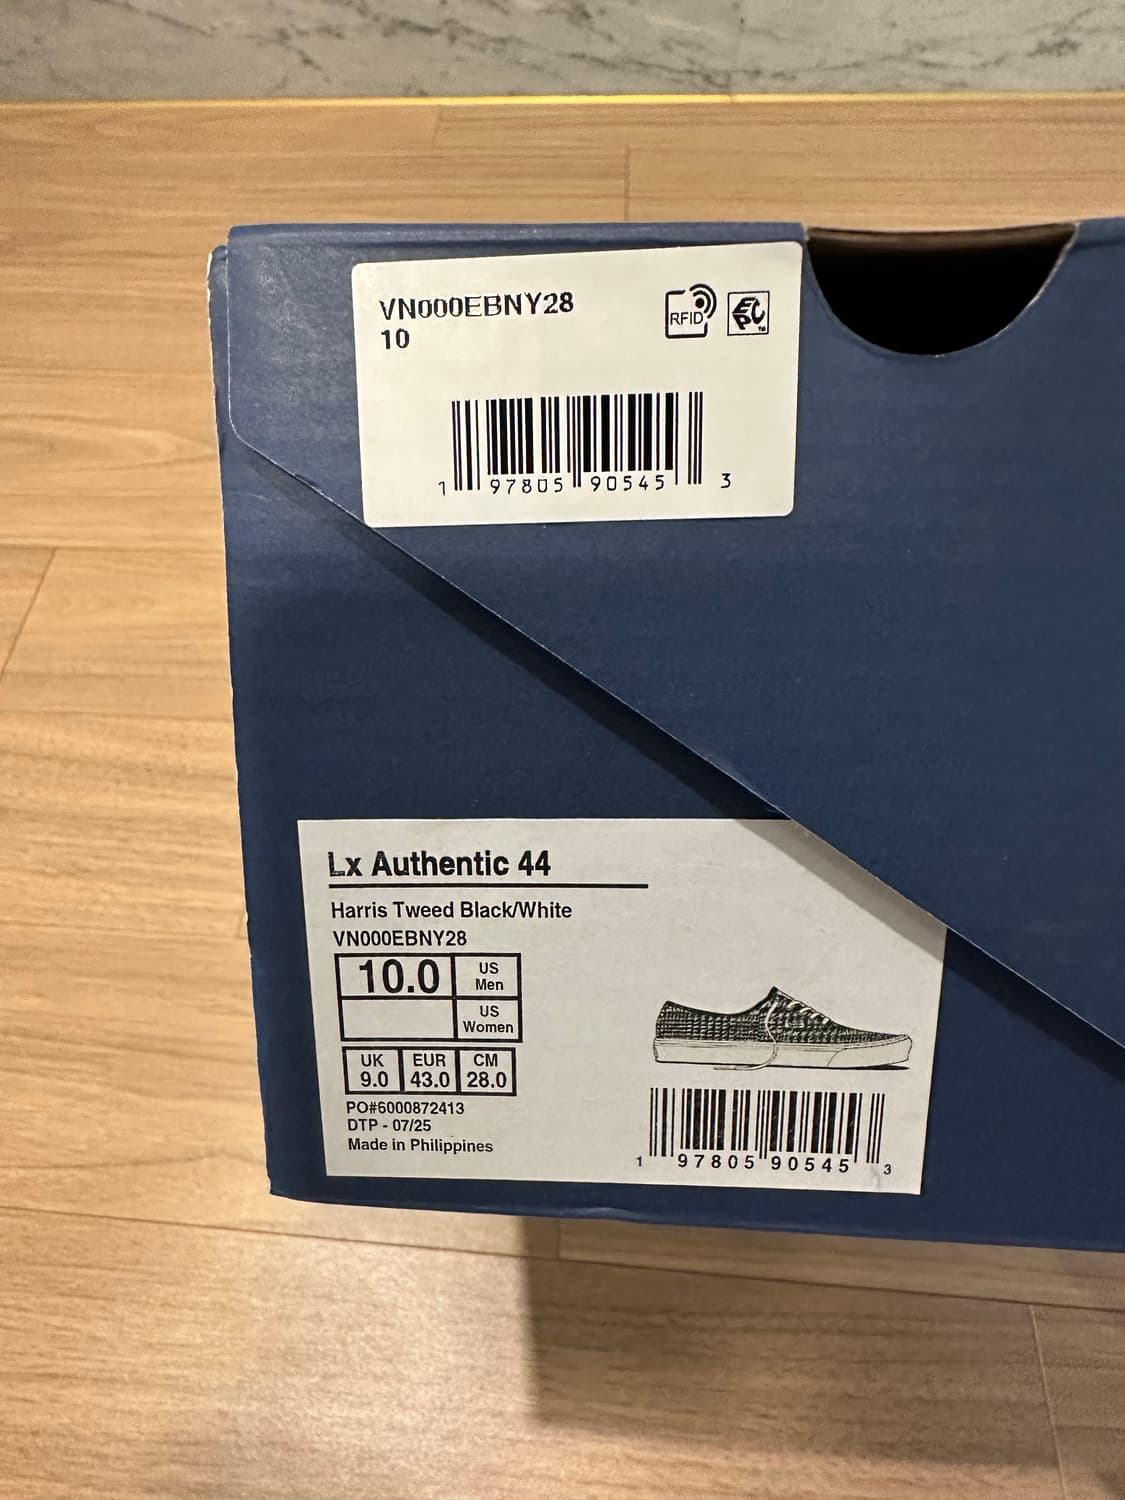 VN000EBNY28
10
RFID
EPC
TM
1 97805 90545 3
Lx Authentic 44
Harris Tweed Black/White
VN000EBNY28
10.0 US Men
US Women
UK EUR CM
9.0 43.0 28.0
PO#6000872413
DTP - 07/25
Made in Philippines
1 97805 90545 3